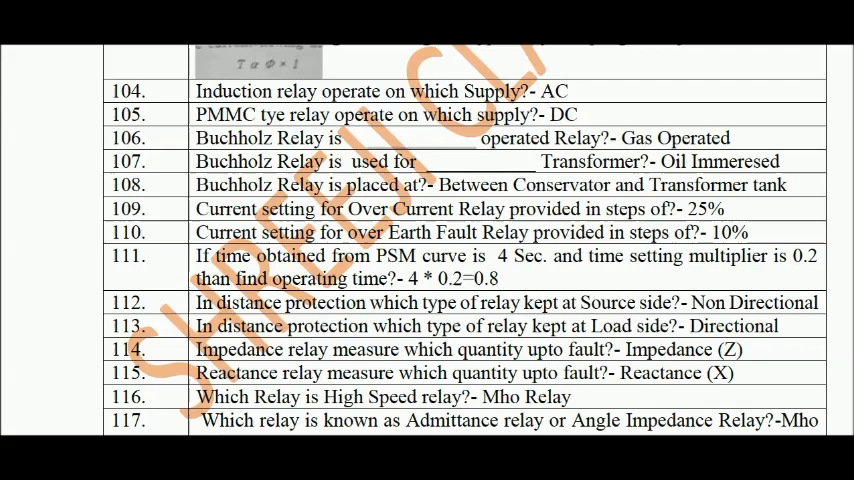 T α Φ × I
104. Induction relay operate on which Supply?- AC
105. PMMC tye relay operate on which supply?- DC
106. Buchholz Relay is ______________ operated Relay?- Gas Operated
107. Buchholz Relay is used for ____________ Transformer?- Oil Immeresed
108. Buchholz Relay is placed at?- Between Conservator and Transformer tank
109. Current setting for Over Current Relay provided in steps of?- 25%
110. Current setting for over Earth Fault Relay provided in steps of?- 10%
111. If time obtained from PSM curve is 4 Sec. and time setting multiplier is 0.2
than find operating time?- 4 * 0.2=0.8
112. In distance protection which type of relay kept at Source side?- Non Directional
113. In distance protection which type of relay kept at Load side?- Directional
114. Impedance relay measure which quantity upto fault?- Impedance (Z)
115. Reactance relay measure which quantity upto fault?- Reactance (X)
116. Which Relay is High Speed relay?- Mho Relay
117. Which relay is known as Admittance relay or Angle Impedance Relay?-Mho
SHREEJI